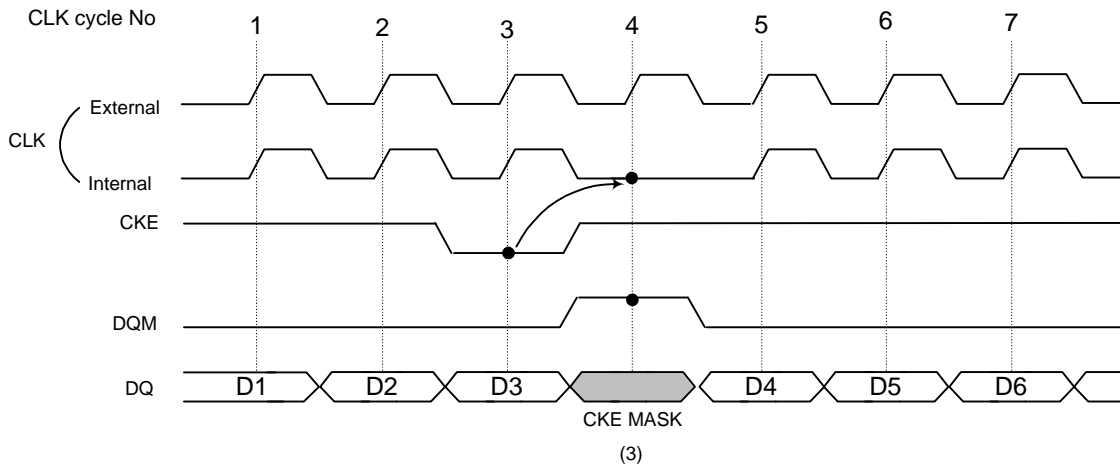 CLK cycle No 1 2 3 4 5 6 7
External
CLK
Internal
CKE
DQM
DQ D1 D2 D3 D4 D5 D6
CKE MASK
(3)